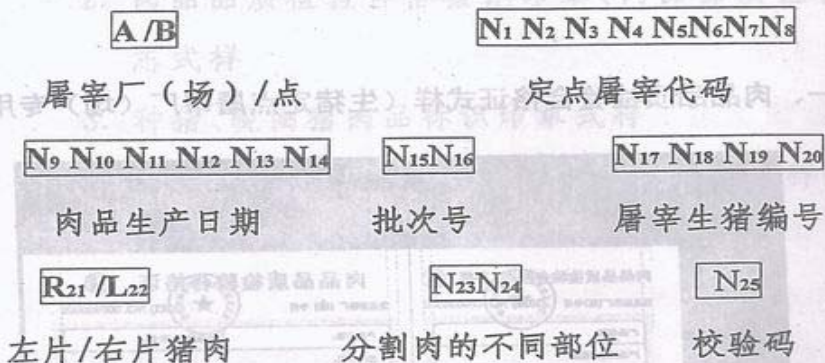 A /B N₁ N₂ N₃ N₄ N₅N₆N₇N₈
屠宰厂（场）/点 定点屠宰代码
N₉ N₁₀ N₁₁ N₁₂ N₁₃ N₁₄ N₁₅N₁₆ N₁₇ N₁₈ N₁₉ N₂₀
肉品生产日期 批次号 屠宰生猪编号
R₂₁ /L₂₂ N₂₃N₂₄ N₂₅
左片/右片猪肉 分割肉的不同部位 校验码